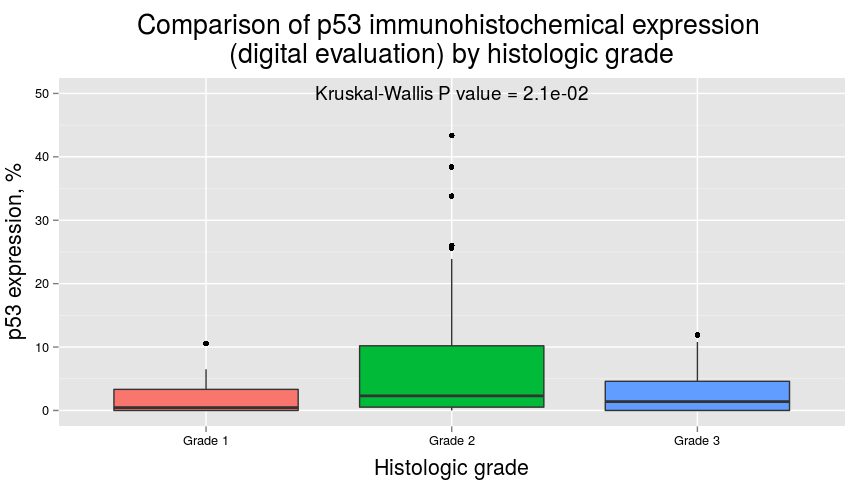 Comparison of p53 immunohistochemical expression
(digital evaluation) by histologic grade
Kruskal-Wallis P value = 2.1e-02
p53 expression, %
50
40
30
20
10
0
Grade 1
Grade 2
Grade 3
Histologic grade